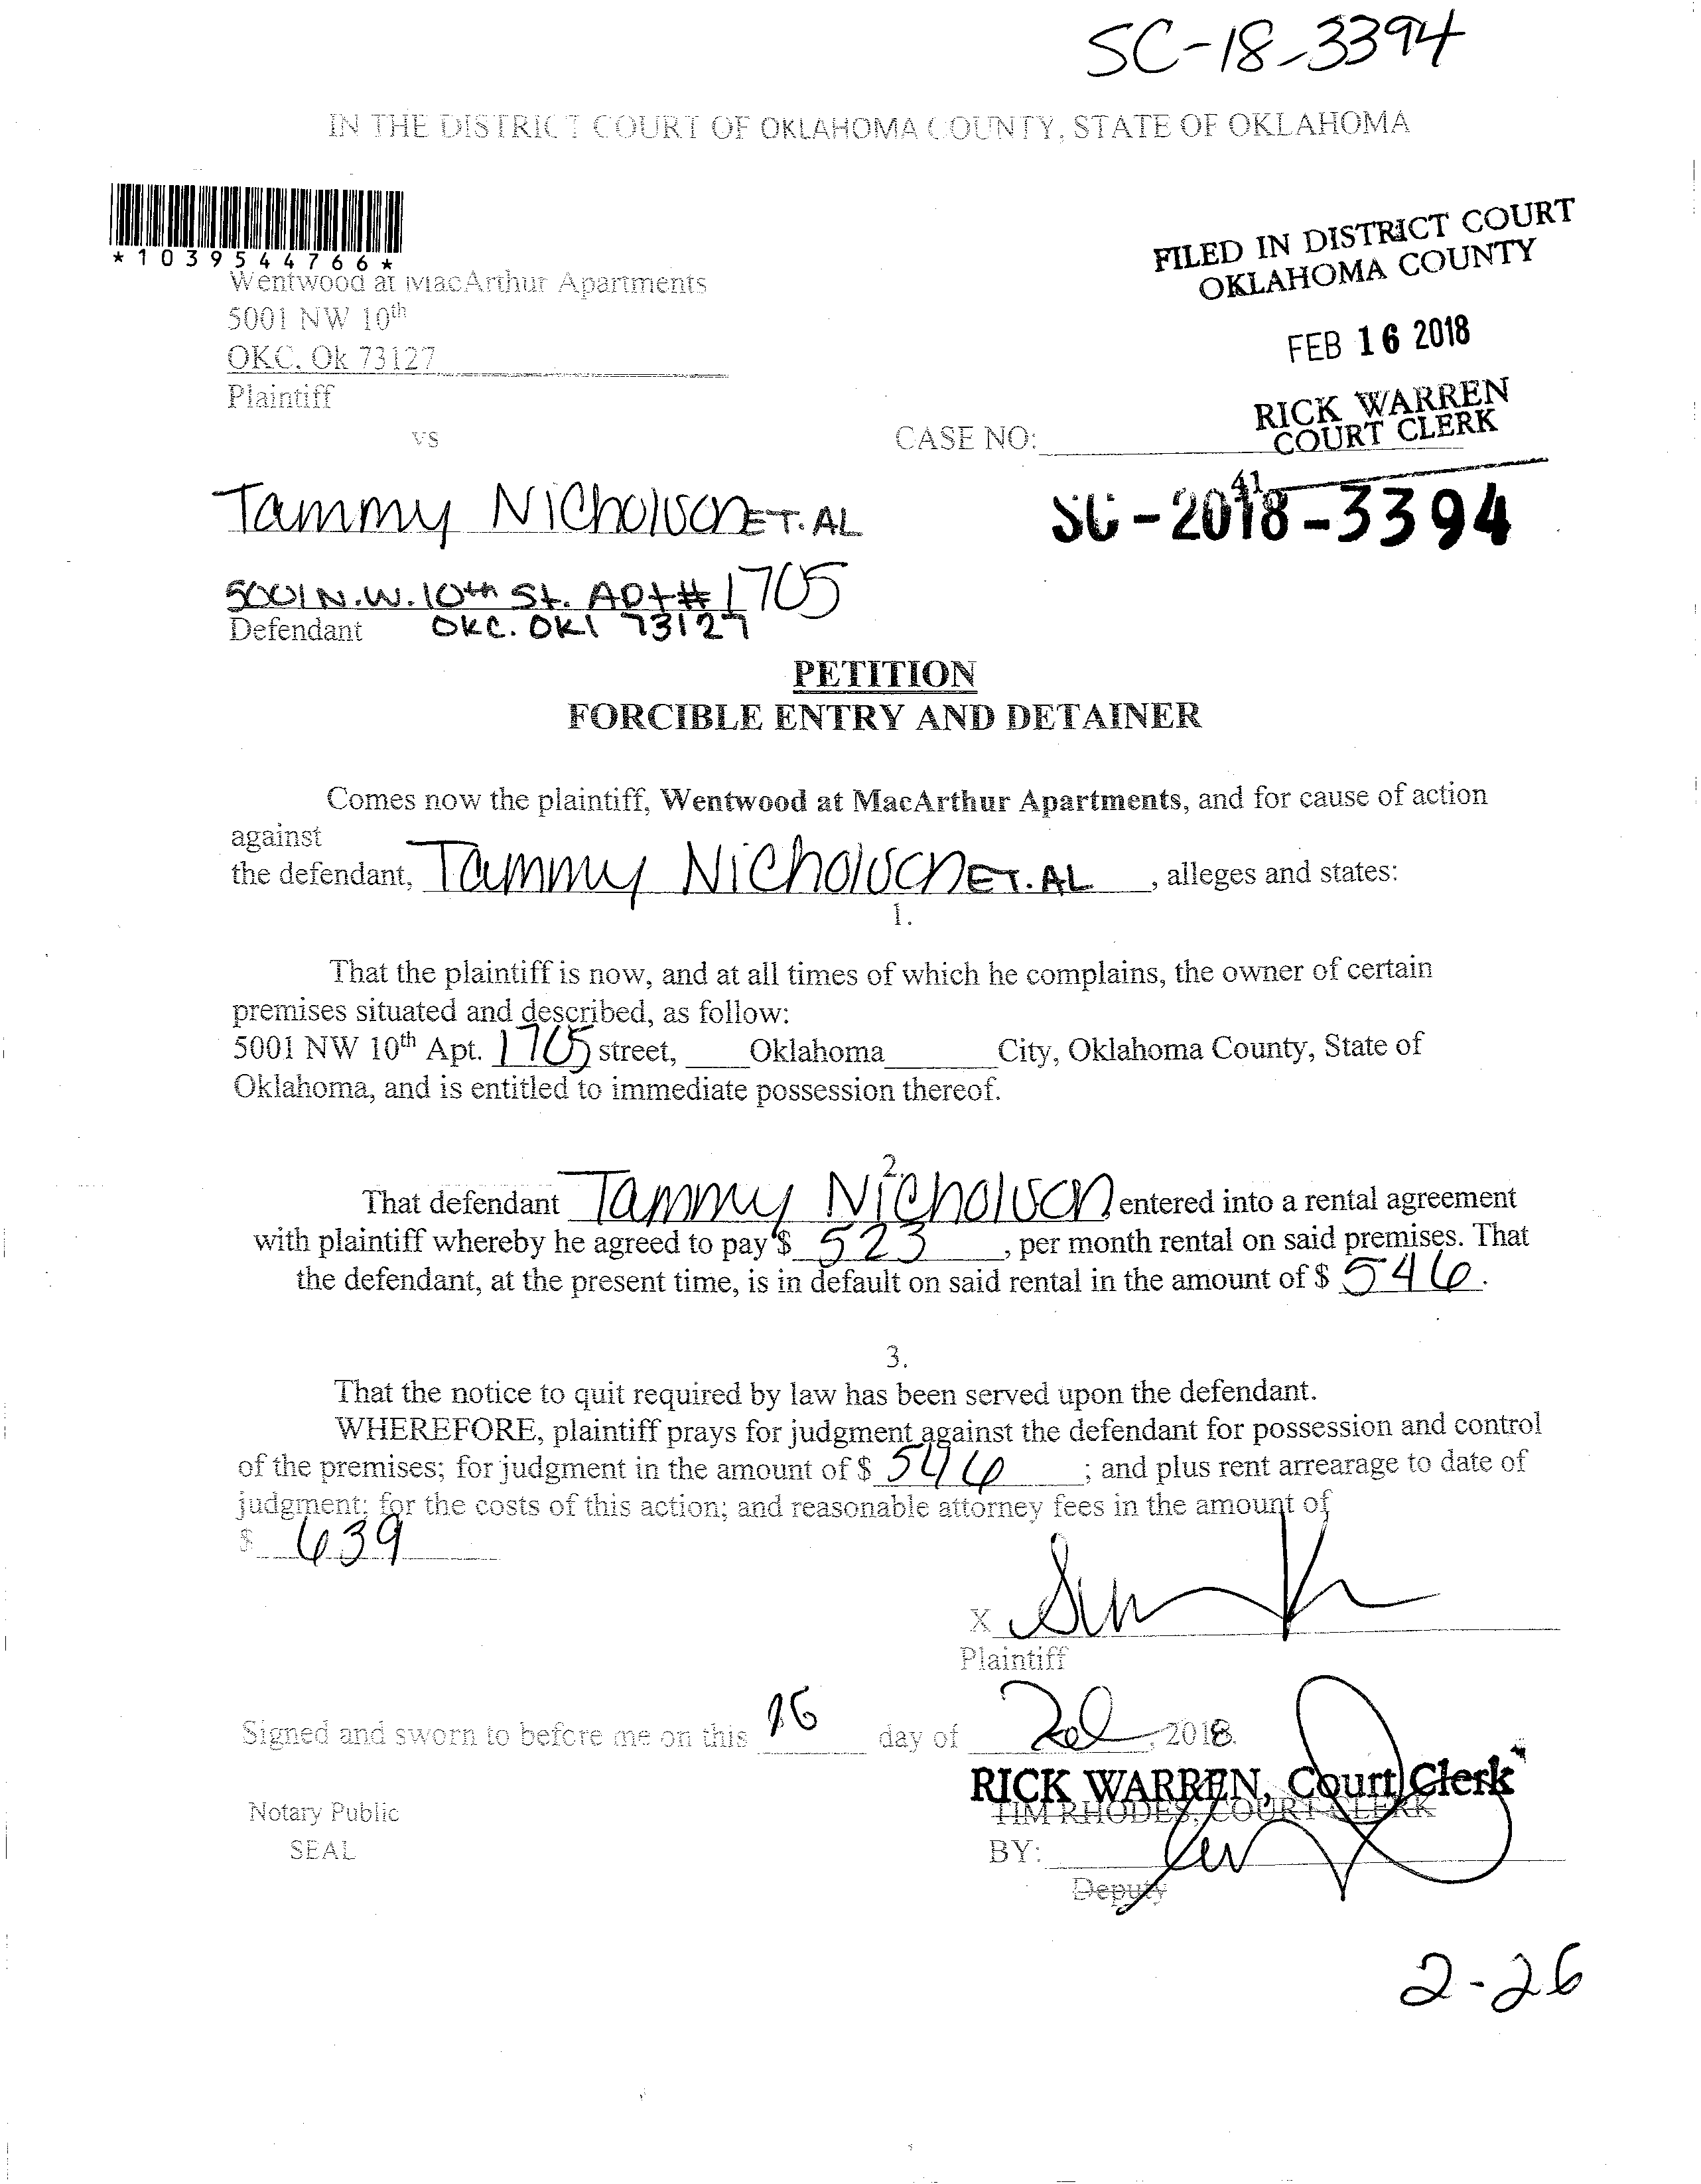 SC-18-3394
IN THE DISTRICT COURT OF OKLAHOMA COUNTY, STATE OF OKLAHOMA
*1039544766*
FILED IN DISTRICT COURT
OKLAHOMA COUNTY
FEB 16 2018
RICK WARREN
COURT CLERK
Wentwood at MacArthur Apartments
5001 NW 10th
OKC. Ok 73127
Plaintiff
vs
CASE NO:
41
SC-2018-3394
Tammy Nicholson ET. AL
5001 N.W. 10th St. Apt# 1705
Defendant OKC. OKl 73127
PETITION
FORCIBLE ENTRY AND DETAINER
Comes now the plaintiff, Wentwood at MacArthur Apartments, and for cause of action
against
the defendant, Tammy Nicholson ET. AL, alleges and states:
1.
That the plaintiff is now, and at all times of which he complains, the owner of certain
premises situated and described, as follow:
5001 NW 10th Apt. 1705 street, Oklahoma City, Oklahoma County, State of
Oklahoma, and is entitled to immediate possession thereof.
2.
That defendant Tammy Nicholson entered into a rental agreement
with plaintiff whereby he agreed to pay $ 523, per month rental on said premises. That
the defendant, at the present time, is in default on said rental in the amount of $ 546.
3.
That the notice to quit required by law has been served upon the defendant.
WHEREFORE, plaintiff prays for judgment against the defendant for possession and control
of the premises; for judgment in the amount of $ 546; and plus rent arrearage to date of
judgment; for the costs of this action; and reasonable attorney fees in the amount of
$ 639
X
Plaintiff
Signed and sworn to before me on this 16 day of Feb, 2018.
RICK WARREN, Court Clerk
TIM RHODES, COURT CLERK
Notary Public
SEAL
BY:
Deputy
2-26